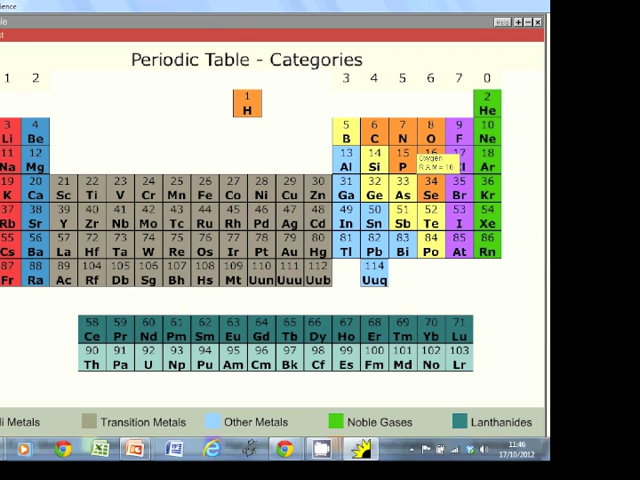 ience
ble
Help
Periodic Table - Categories
1 2 3 4 5 6 7 0
1 2
H He
3 4 5 6 7 8 9 10
Li Be B C N O F Ne
11 12 13 14 15 16 17 18
Na Mg Al Si P Ar
Oxygen
R.A.M = 16
19 20 21 22 23 24 25 26 27 28 29 30 31 32 33 34 35 36
K Ca Sc Ti V Cr Mn Fe Co Ni Cu Zn Ga Ge As Se Br Kr
37 38 39 40 41 42 43 44 45 46 47 48 49 50 51 52 53 54
Rb Sr Y Zr Nb Mo Tc Ru Rh Pd Ag Cd In Sn Sb Te I Xe
55 56 57 72 73 74 75 76 77 78 79 80 81 82 83 84 85 86
Cs Ba La Hf Ta W Re Os Ir Pt Au Hg Tl Pb Bi Po At Rn
87 88 89 104 105 106 107 108 109 110 111 112 114
Fr Ra Ac Rf Db Sg Bh Hs Mt Uun Uuu Uub Uuq
58 59 60 61 62 63 64 65 66 67 68 69 70 71
Ce Pr Nd Pm Sm Eu Gd Tb Dy Ho Er Tm Yb Lu
90 91 92 93 94 95 96 97 98 99 100 101 102 103
Th Pa U Np Pu Am Cm Bk Cf Es Fm Md No Lr
li Metals Transition Metals Other Metals Noble Gases Lanthanides
11:46
17/10/2012